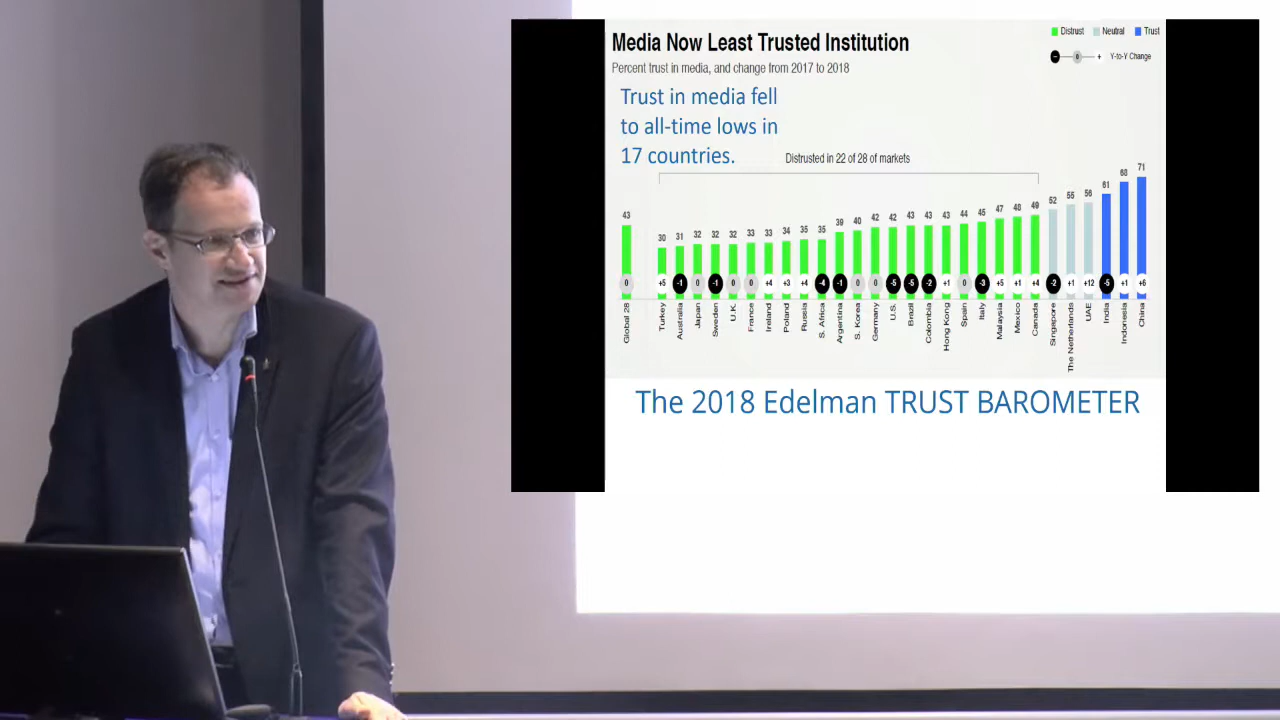 Media Now Least Trusted Institution
Percent trust in media, and change from 2017 to 2018
Distrust Neutral Trust
- 0 + Y-to-Y Change
Trust in media fell
to all-time lows in
17 countries.
Distrusted in 22 of 28 of markets
43 30 31 32 32 32 33 33 34 35 35 39 40 42 42 43 43 43 44 45 47 48 49 52 55 56 61 68 71
0 +5 -1 0 -1 0 0 +4 +3 +4 -4 -1 0 0 -5 -5 -2 +1 0 -3 +5 +1 +4 -2 +1 +12 -5 +1 +6
Global 28 Turkey Australia Japan Sweden U.K. France Ireland Poland Russia S. Africa Argentina S. Korea Germany U.S. Brazil Colombia Hong Kong Spain Italy Malaysia Mexico Canada Singapore The Netherlands UAE India Indonesia China
The 2018 Edelman TRUST BAROMETER